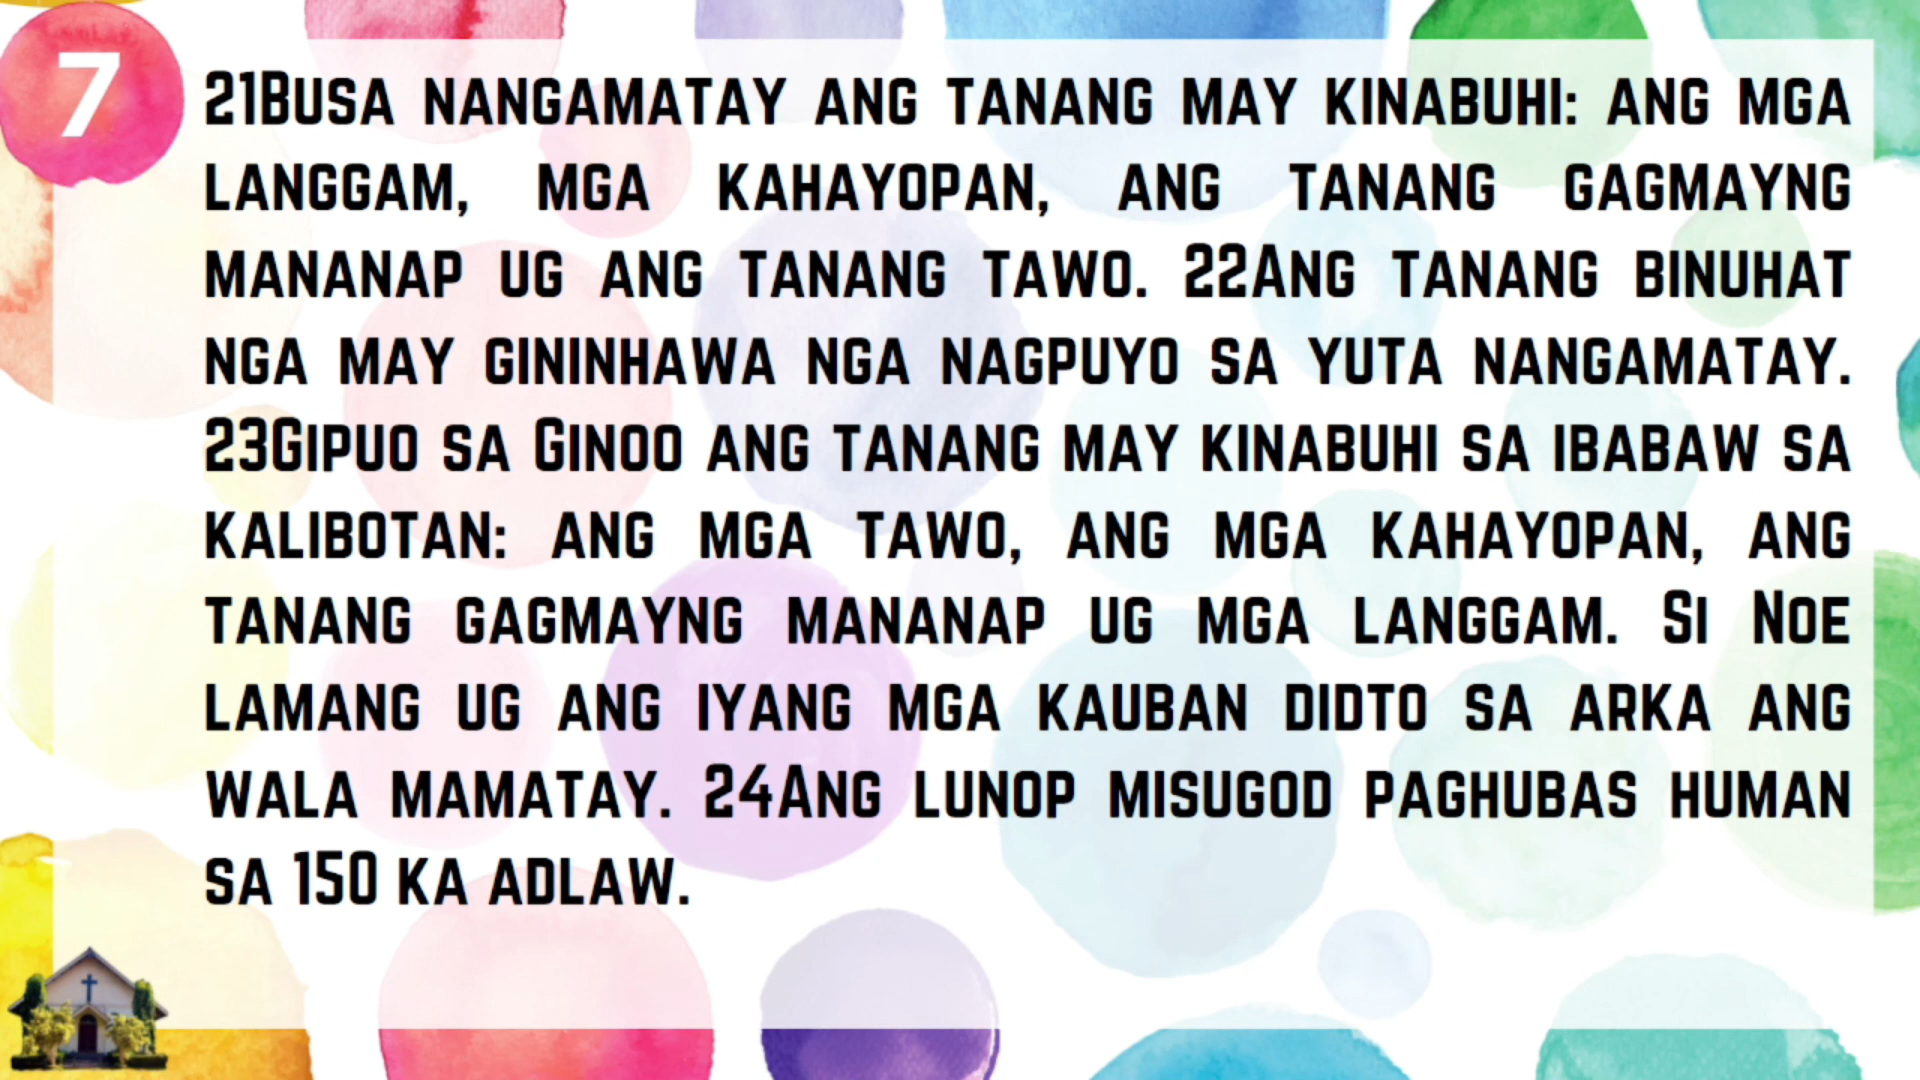 7
21Busa nangamatay ang tanang may kinabuhi: ang mga
langgam, mga kahayopan, ang tanang gagmayng
mananap ug ang tanang tawo. 22Ang tanang binuhat
nga may gininhawa nga nagpuyo sa yuta nangamatay.
23Gipuo sa Ginoo ang tanang may kinabuhi sa ibabaw sa
kalibotan: ang mga tawo, ang mga kahayopan, ang
tanang gagmayng mananap ug mga langgam. Si Noe
lamang ug ang iyang mga kauban didto sa arka ang
wala mamatay. 24Ang lunop misugod paghubas human
sa 150 ka adlaw.